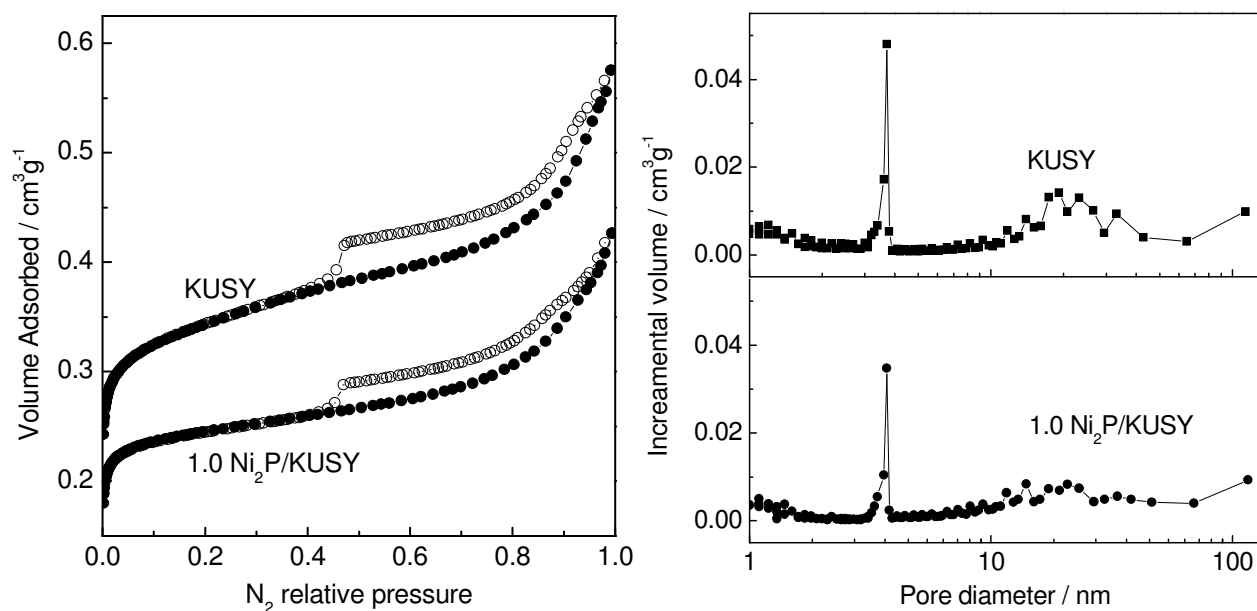 0.6
0.5
0.4
0.3
0.2
Volume Adsorbed / cm³g⁻¹
KUSY
1.0 Ni₂P/KUSY
0.0 0.2 0.4 0.6 0.8 1.0
N₂ relative pressure
0.04
0.02
0.00
KUSY
Increamental volume / cm³g⁻¹
0.04
0.02
0.00
1.0 Ni₂P/KUSY
1 10 100
Pore diameter / nm